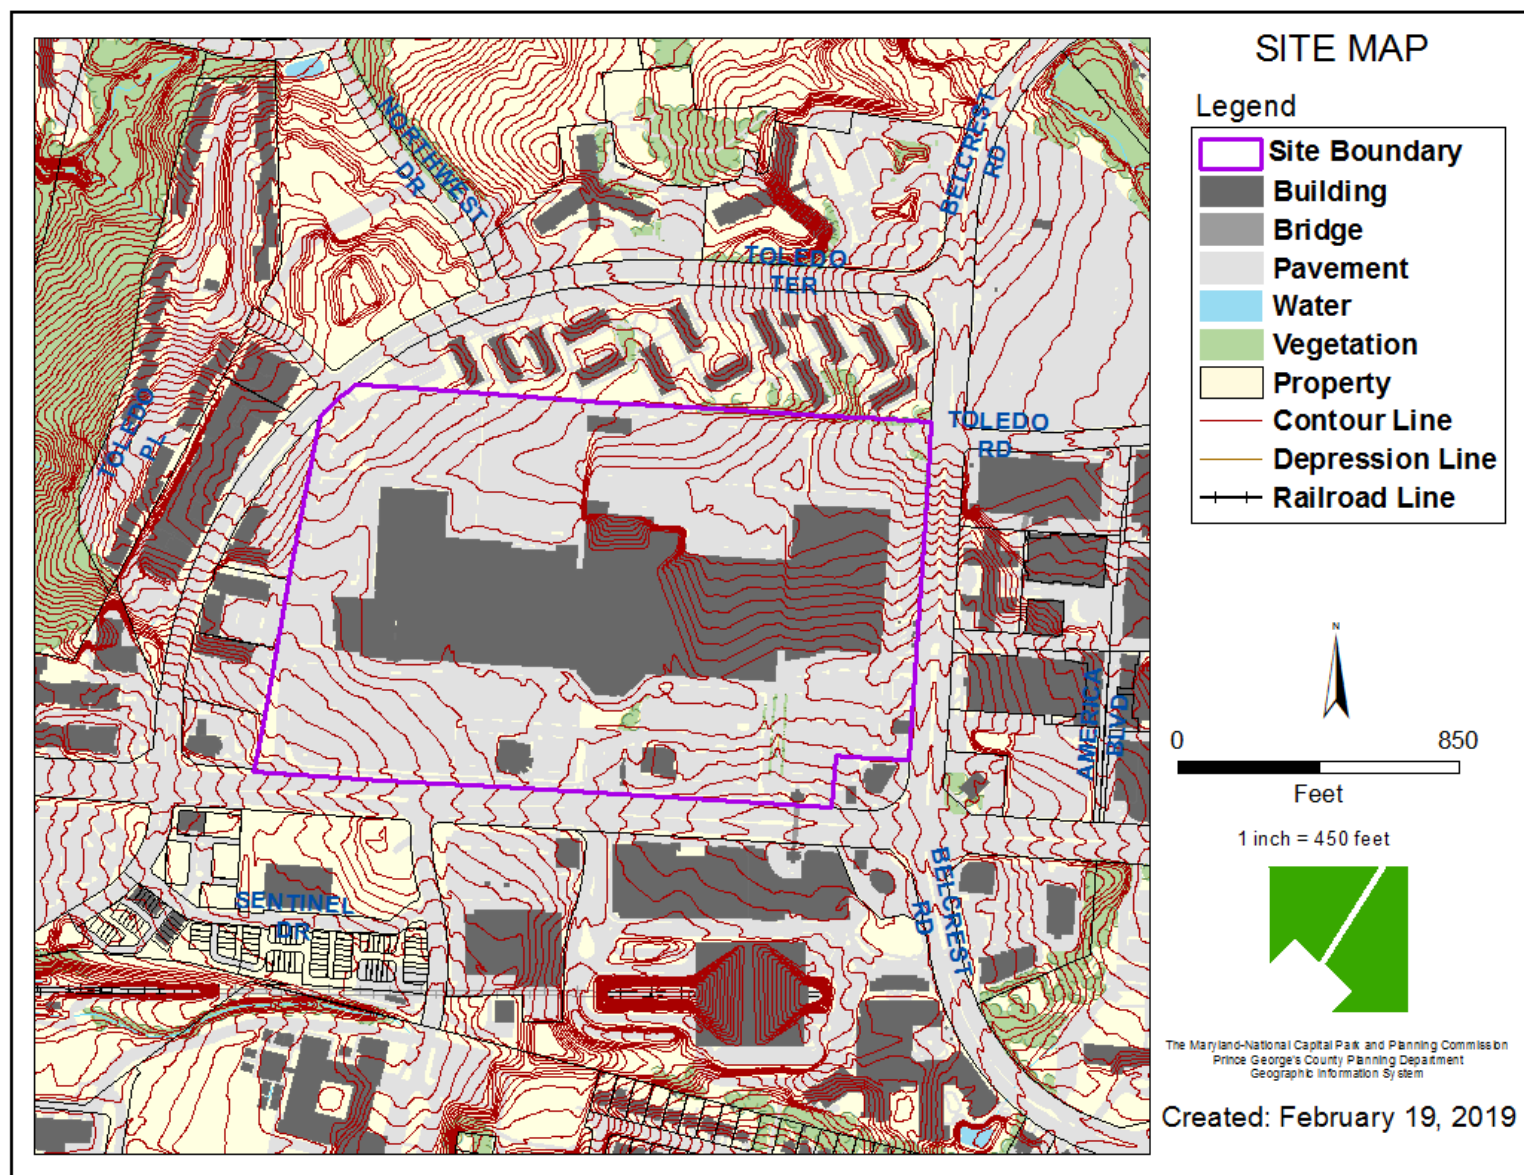 SITE MAP
Legend
Site Boundary
Building
Bridge
Pavement
Water
Vegetation
Property
Contour Line
Depression Line
Railroad Line
NORTHWEST
DR
BELCREST
RD
TOLEDO
TER
TOLEDO
PL
TOLEDO
RD
AMERICA
BLVD
SENTINEL
DR
BELCREST
RD
N
0 850
Feet
1 inch = 450 feet
The Maryland-National Capital Park and Planning Commission
Prince George's County Planning Department
Geographic Information System
Created: February 19, 2019